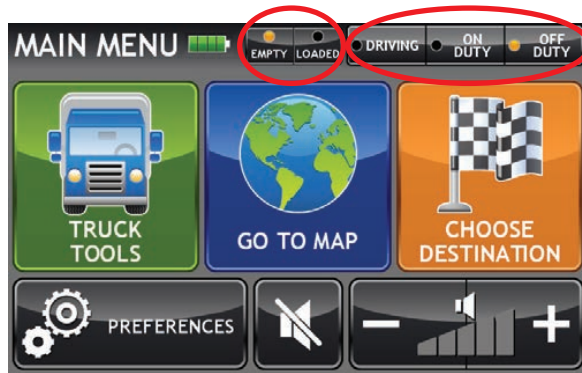 MAIN MENU
EMPTY LOADED
DRIVING
ON
DUTY
OFF
DUTY
TRUCK
TOOLS
GO TO MAP
CHOOSE
DESTINATION
PREFERENCES